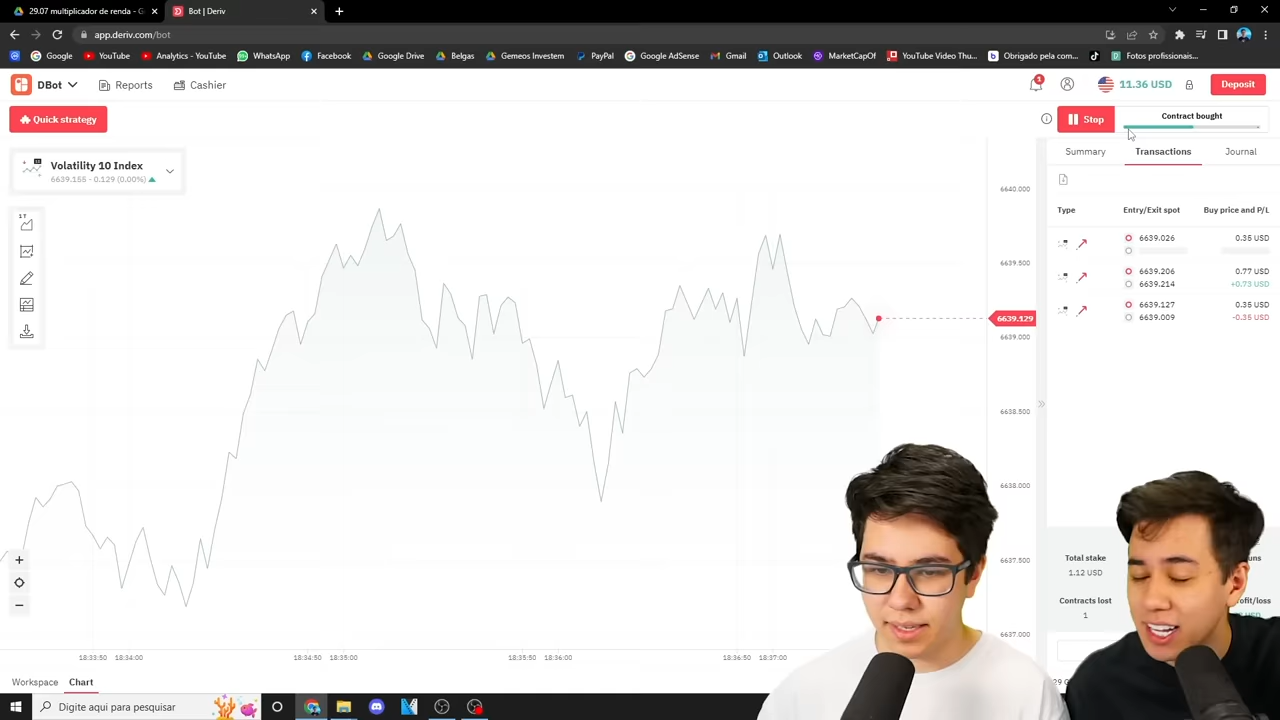 29.07 multiplicador de renda - G
Bot | Deriv
app.deriv.com/bot
Google
YouTube
Analytics - YouTube
WhatsApp
Facebook
Google Drive
Belgas
Gemeos Investem
PayPal
Google AdSense
Gmail
Outlook
MarketCapOf
YouTube Video Thu...
Obrigado pela com...
Fotos profissionais...
DBot
Reports
Cashier
1
11.36 USD
Deposit
Quick strategy
Stop
Contract bought
Volatility 10 Index
6639.155 - 0.129 (0.00%)
Summary
Transactions
Journal
Type
Entry/Exit spot
Buy price and P/L
6639.026
0.35 USD
6639.206
0.77 USD
6639.214
+0.73 USD
6639.127
0.35 USD
6639.009
-0.35 USD
1T
6640.000
6639.500
6639.129
6639.000
6638.500
6638.000
6637.500
6637.000
Total stake
1.12 USD
Contracts lost
1
18:33:50
18:34:00
18:34:50
18:35:00
18:35:50
18:36:00
18:36:50
18:37:00
Workspace
Chart
Digite aqui para pesquisar